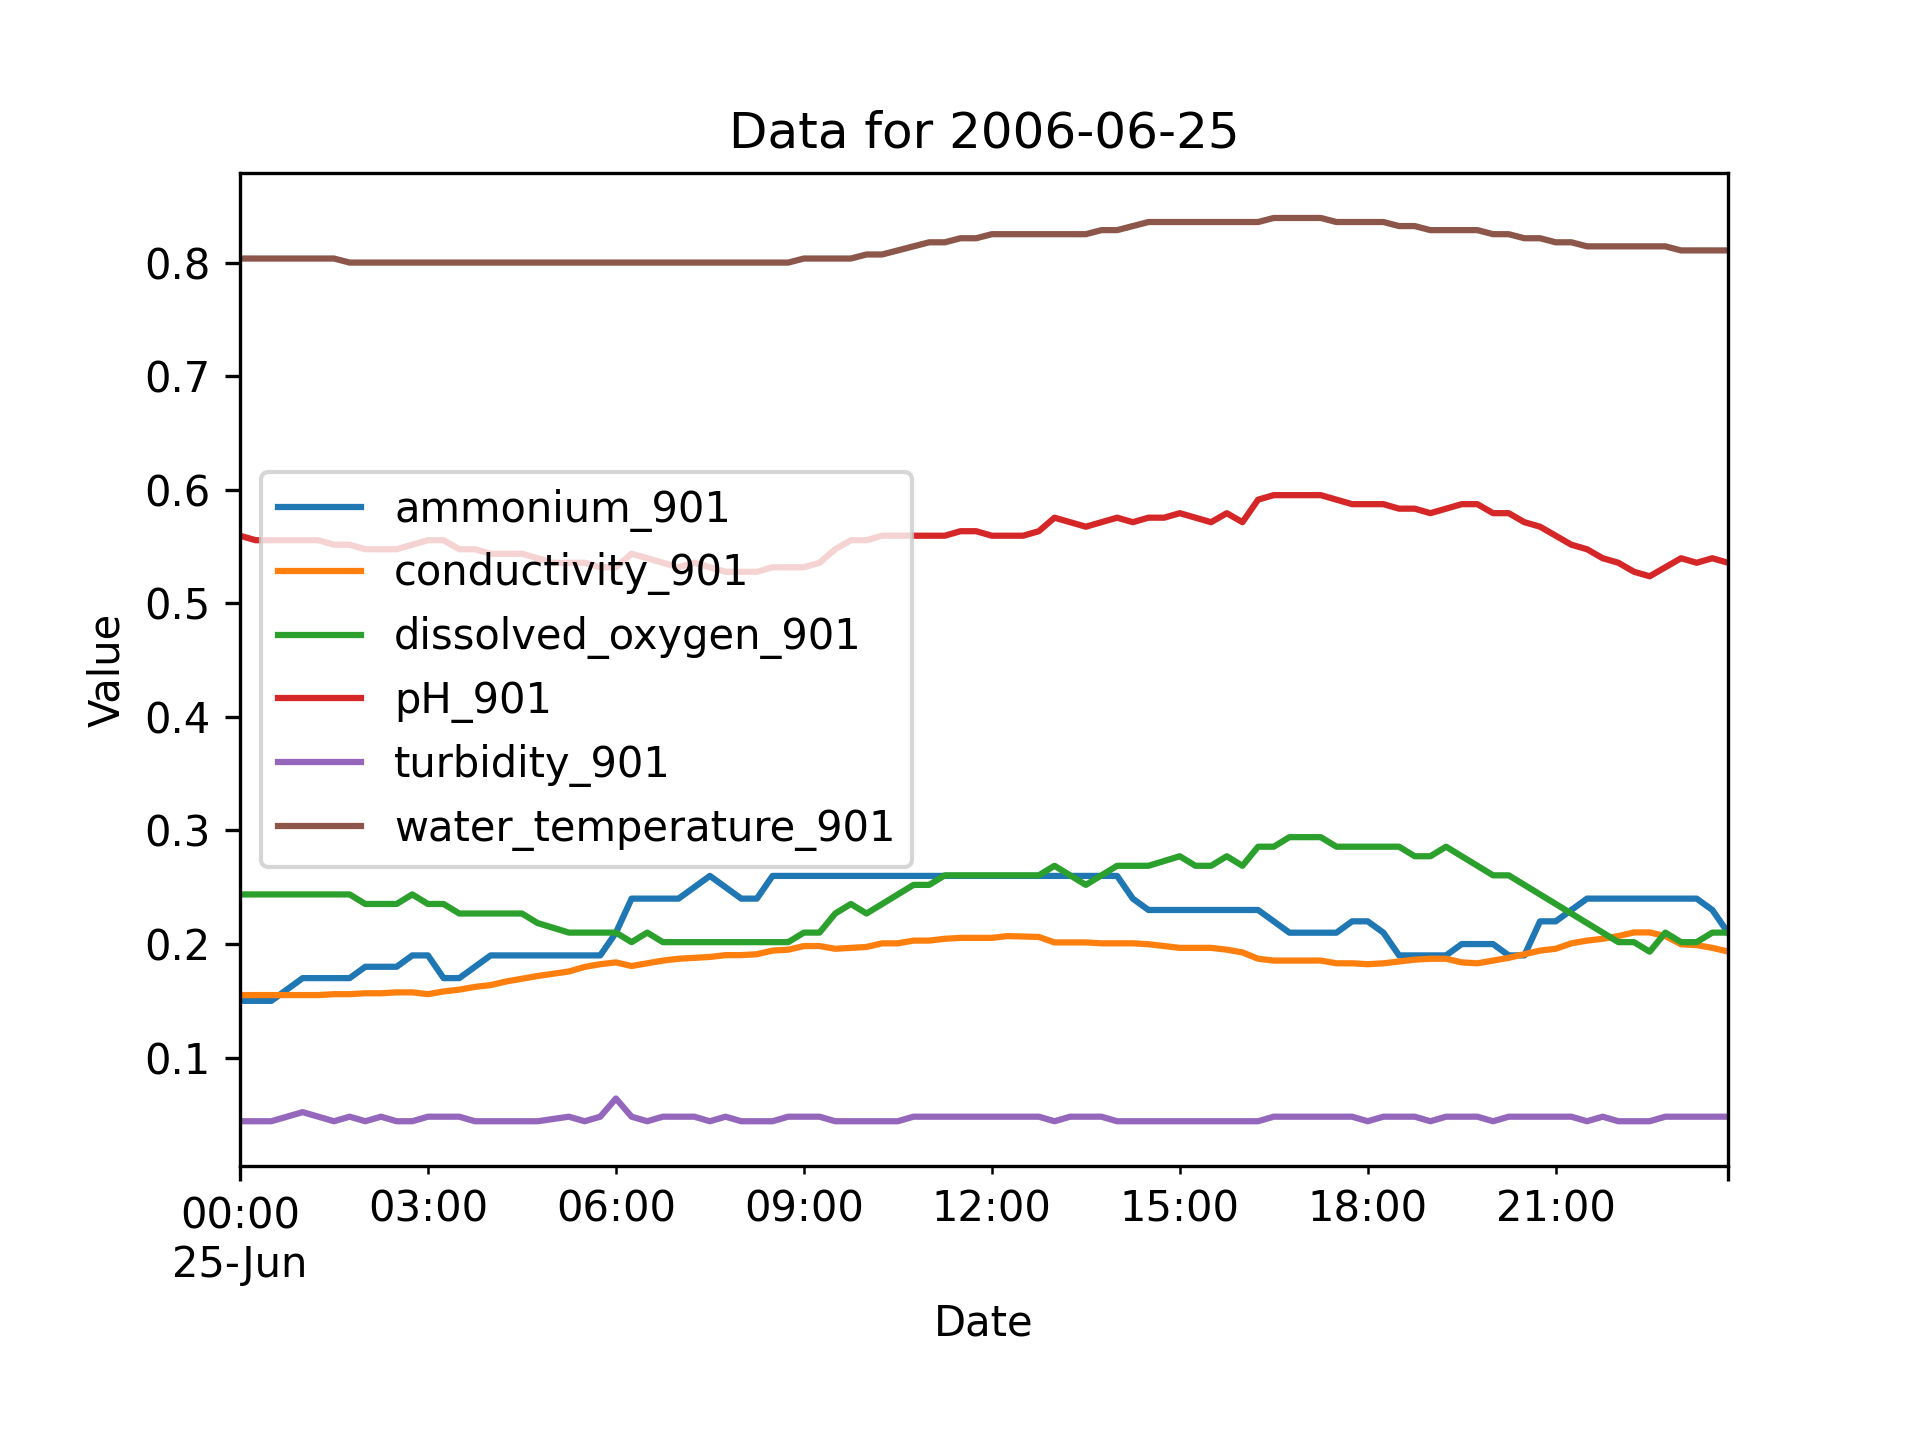 Data for 2006-06-25
0.8
0.7
0.6
0.5
0.4
0.3
0.2
0.1
Value
ammonium_901
conductivity_901
dissolved_oxygen_901
pH_901
turbidity_901
water_temperature_901
00:00 03:00 06:00 09:00 12:00 15:00 18:00 21:00
25-Jun
Date